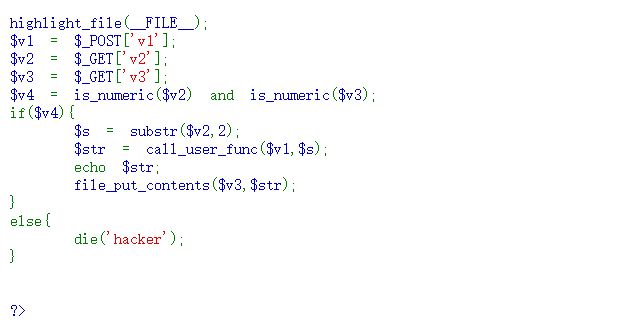 highlight_file(__FILE__);
$v1 = $_POST['v1'];
$v2 = $_GET['v2'];
$v3 = $_GET['v3'];
$v4 = is_numeric($v2) and is_numeric($v3);
if($v4){
$s = substr($v2,2);
$str = call_user_func($v1,$s);
echo $str;
file_put_contents($v3,$str);
}
else{
die('hacker');
}
?>